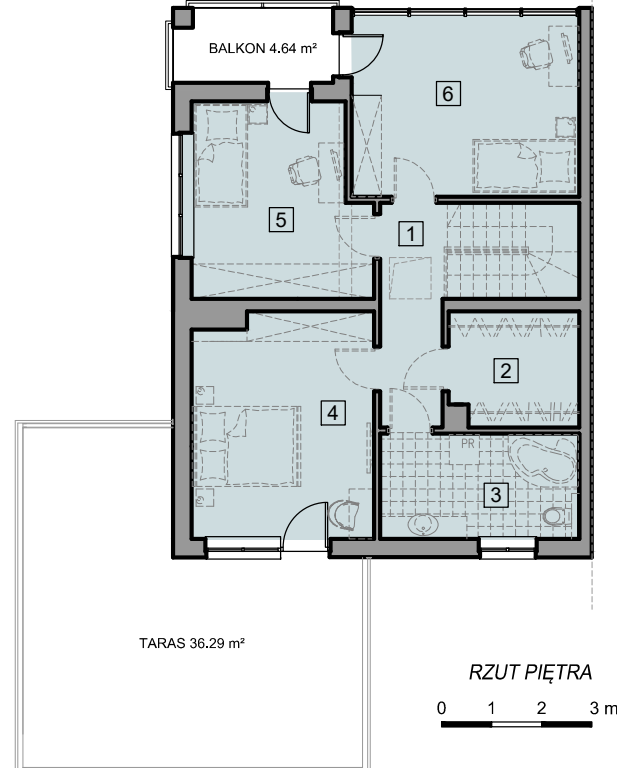 BALKON 4.64 m²
6
5
1
2
4
PR
3
TARAS 36.29 m²
RZUT PIĘTRA
0 1 2 3 m